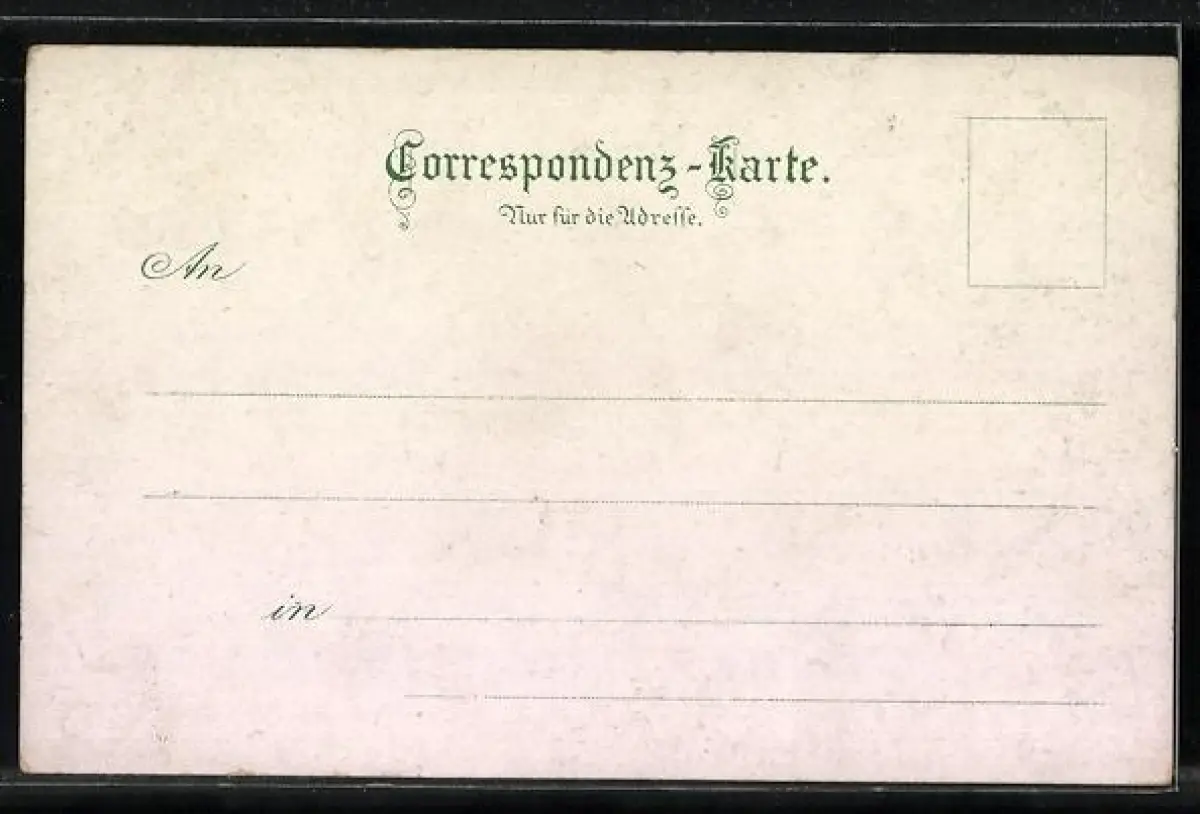 Correspondenz-Karte.
Nur für die Adresse.
An
in